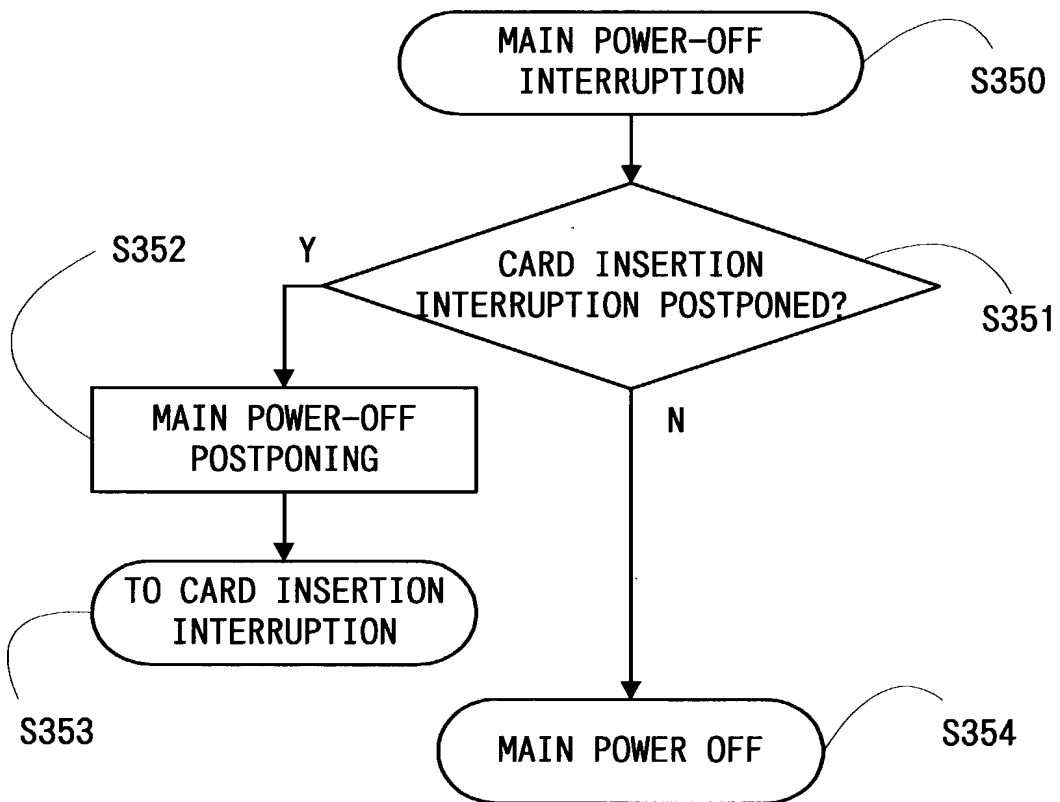 MAIN POWER-OFF
INTERRUPTION
S350
S352
Y
CARD INSERTION
INTERRUPTION POSTPONED?
S351
MAIN POWER-OFF
POSTPONING
N
TO CARD INSERTION
INTERRUPTION
S353
MAIN POWER OFF
S354